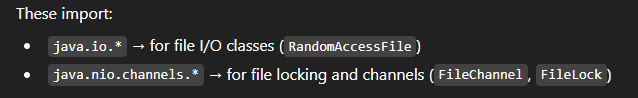 These import:
• java.io.* → for file I/O classes (RandomAccessFile)
• java.nio.channels.* → for file locking and channels (FileChannel, FileLock)